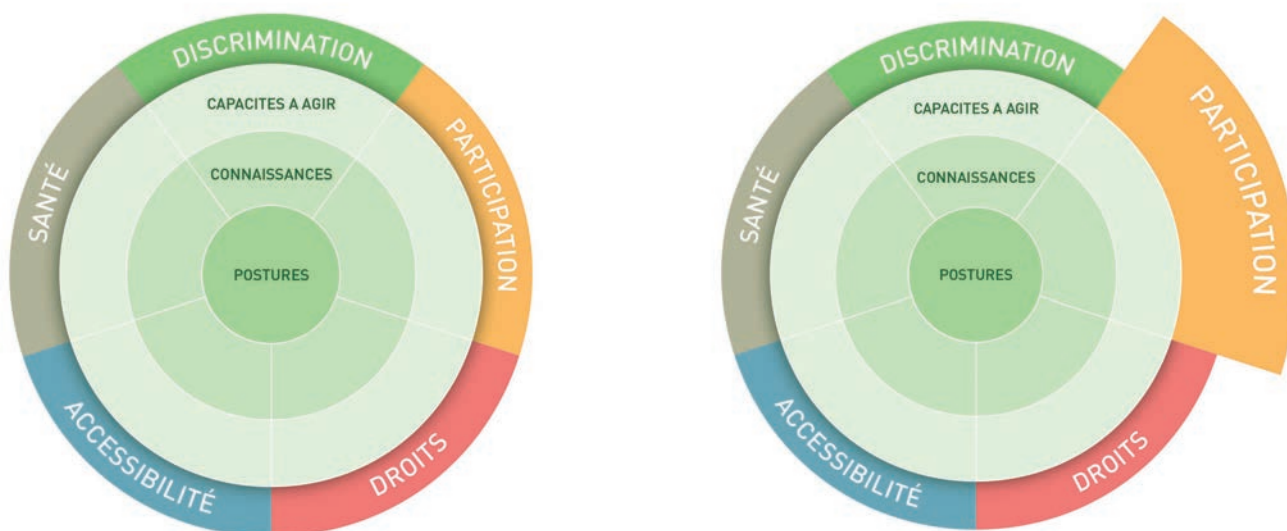 DISCRIMINATION
CAPACITES A AGIR
CONNAISSANCES
POSTURES
SANTÉ
PARTICIPATION
ACCESSIBILITÉ
DROITS
DISCRIMINATION
CAPACITES A AGIR
CONNAISSANCES
POSTURES
SANTÉ
PARTICIPATION
ACCESSIBILITÉ
DROITS